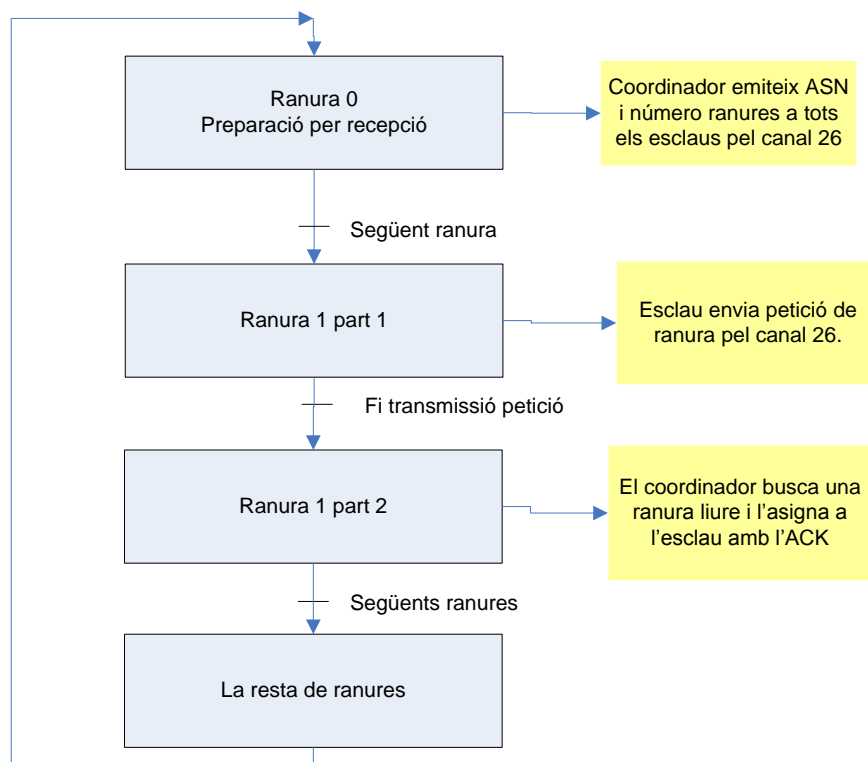 Ranura 0
Preparació per recepció
Coordinador emiteix ASN
i número ranures a tots
els esclaus pel canal 26
Següent ranura
Ranura 1 part 1
Esclau envia petició de
ranura pel canal 26.
Fi transmissió petició
Ranura 1 part 2
El coordinador busca una
ranura lliure i l’asigna a
l’esclau amb l’ACK
Següents ranures
La resta de ranures